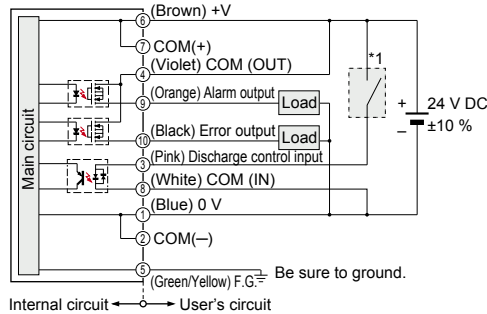 (Brown) +V
6
7 COM(+)
*1
(Violet) COM (OUT)
4
(Orange) Alarm output
9
Load
+
24 V DC
−
±10 %
(Black) Error output
10
Load
(Pink) Discharge control input
3
(White) COM (IN)
8
(Blue) 0 V
1
2 COM(−)
5
(Green/Yellow) F.G.
Be sure to ground.
Main circuit
Internal circuit
User's circuit